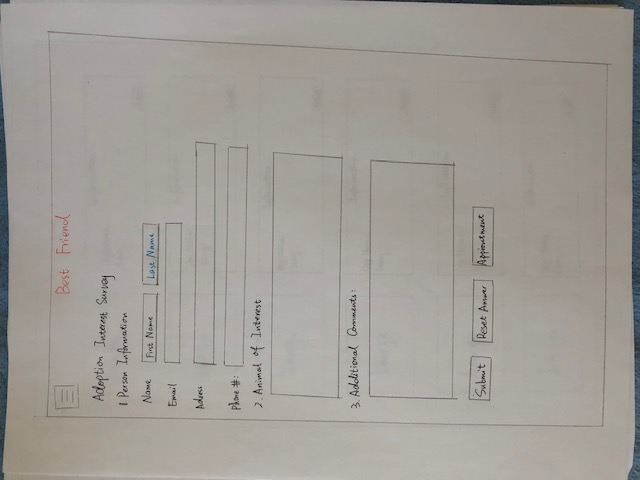 Best Friend
Adoption Interest Survey
1. Person Information
Name First Name Last Name
Email
Adress
Phone #:
2. Animal of Interest
3. Additional Comments:
Submit Reset Answer Appiontment